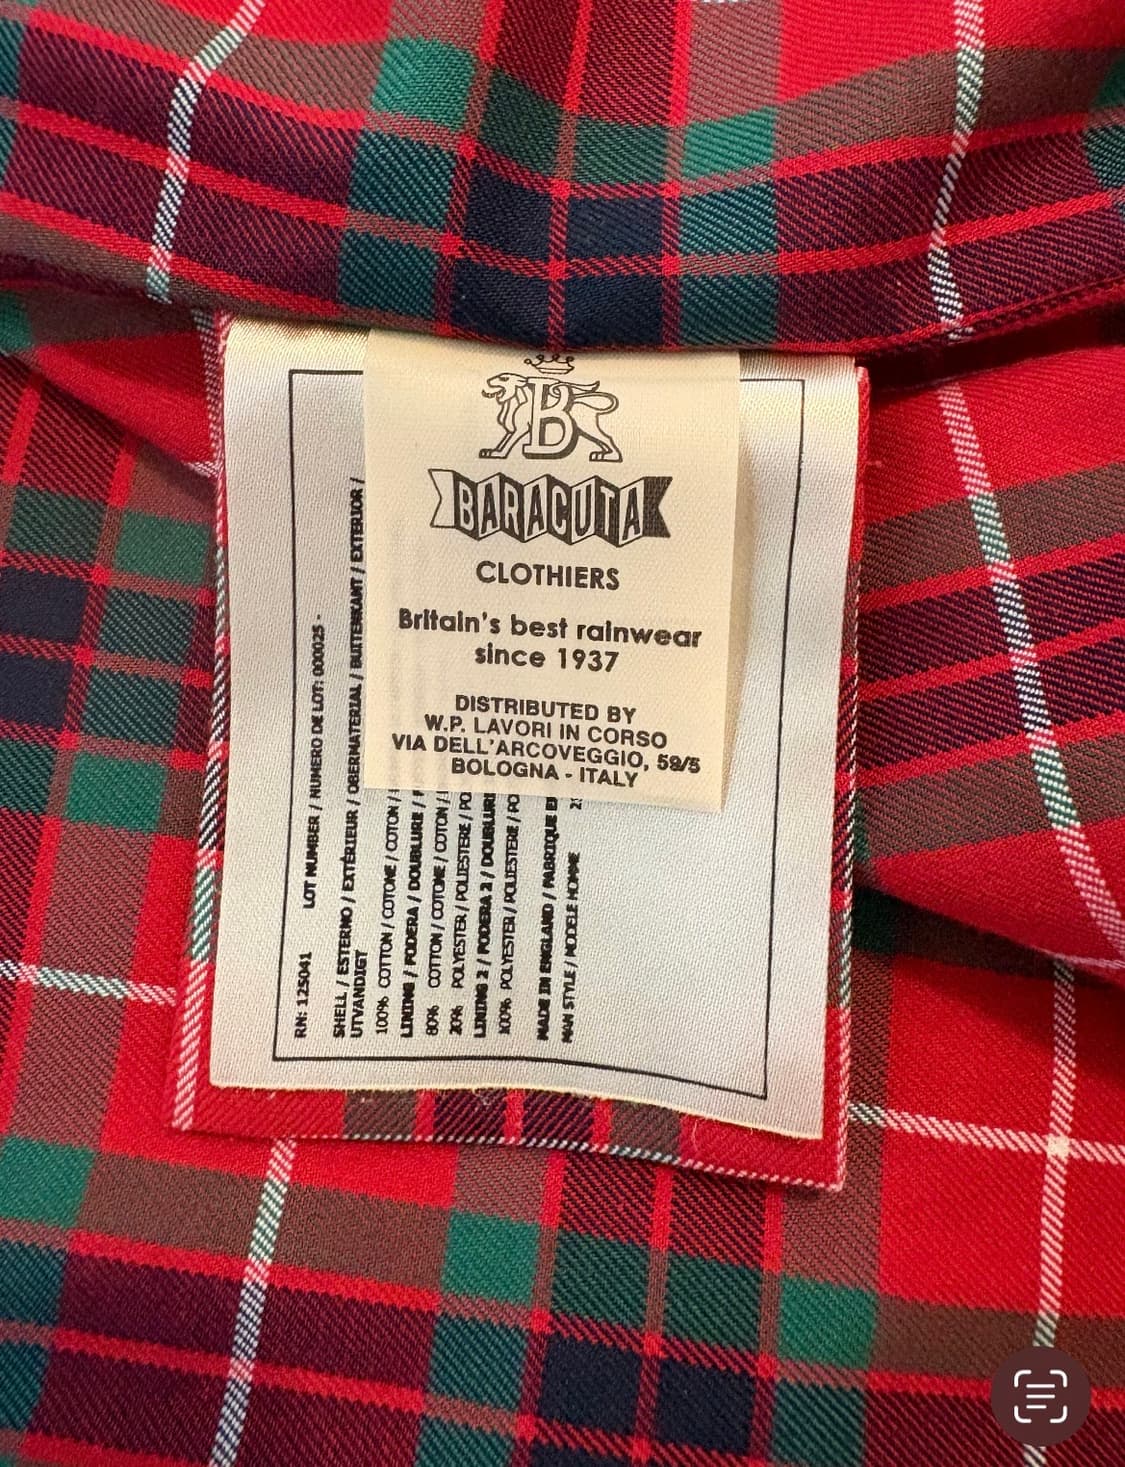 B
BARACUTA
CLOTHIERS
Britain's best rainwear
since 1937
DISTRIBUTED BY
W.P. LAVORI IN CORSO
VIA DELL'ARCOVEGGIO, 59/5
BOLOGNA - ITALY
RN: 125041 LOT NUMBER / NUMERO DE LOT: 000025 -
SHELL / ESTERNO / EXTÉRIEUR / OBERMATERIAL / BUITENKANT / EXTERIOR /
UTVANDIGT
100% COTTON / COTONE / COTON /
LINING / FODERA / DOUBLURE /
80% COTTON / COTONE / COTON /
20% POLYESTER / POLIESTERE / PO
LINING 2 / FODERA 2 / DOUBLURE
100% POLYESTER / POLIESTERE / PO
MADE IN ENGLAND / FABRIQUE E
MAN STYLE / MODELE HOMME